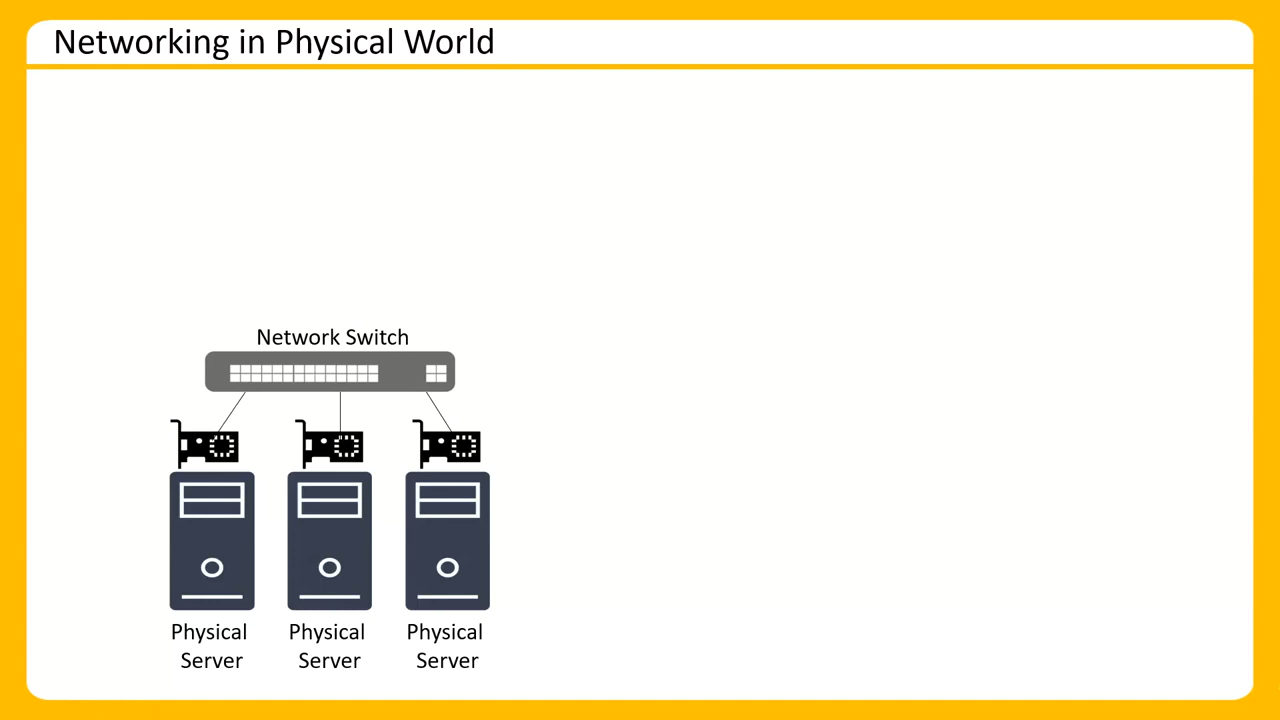 Networking in Physical World
Network Switch
Physical
Server
Physical
Server
Physical
Server